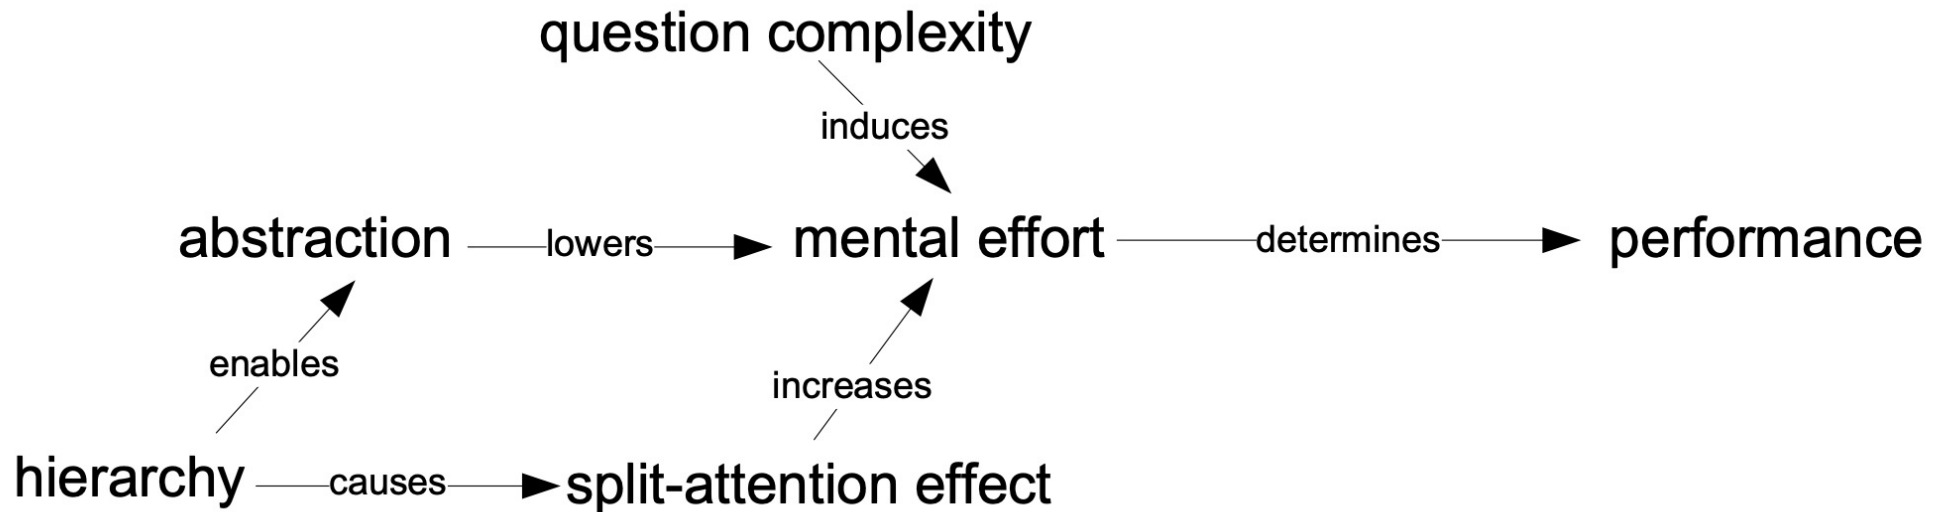 question complexity
induces
abstraction lowers mental effort determines performance
enables
increases
hierarchy causes split-attention effect